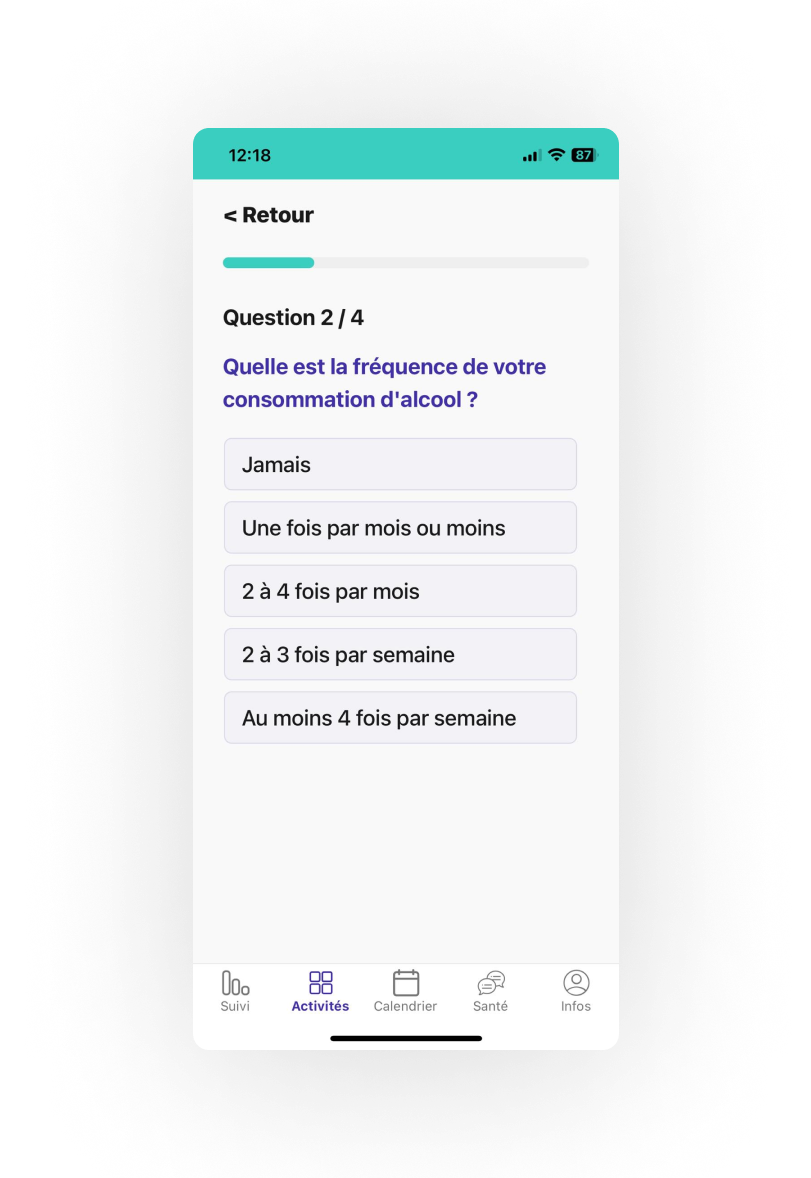 12:18
87
< Retour
Question 2 / 4
Quelle est la fréquence de votre
consommation d'alcool ?
Jamais
Une fois par mois ou moins
2 à 4 fois par mois
2 à 3 fois par semaine
Au moins 4 fois par semaine
Suivi
Activités
Calendrier
Santé
Infos